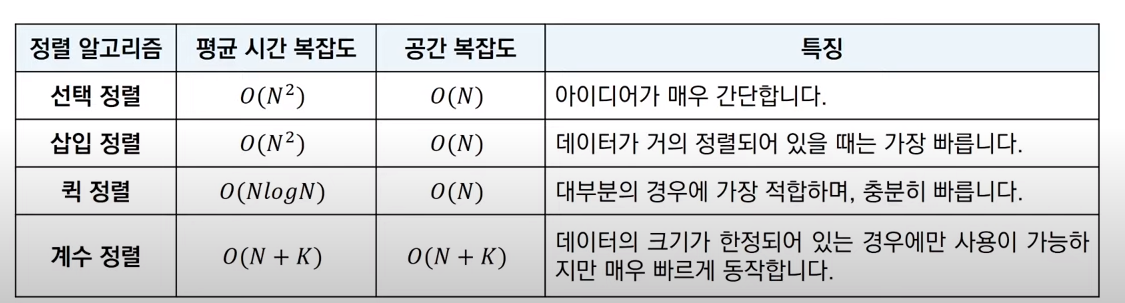 정렬 알고리즘 평균 시간 복잡도 공간 복잡도 특징
선택 정렬 O(N²) O(N) 아이디어가 매우 간단합니다.
삽입 정렬 O(N²) O(N) 데이터가 거의 정렬되어 있을 때는 가장 빠릅니다.
퀵 정렬 O(NlogN) O(N) 대부분의 경우에 가장 적합하며, 충분히 빠릅니다.
계수 정렬 O(N + K) O(N + K) 데이터의 크기가 한정되어 있는 경우에만 사용이 가능하
지만 매우 빠르게 동작합니다.